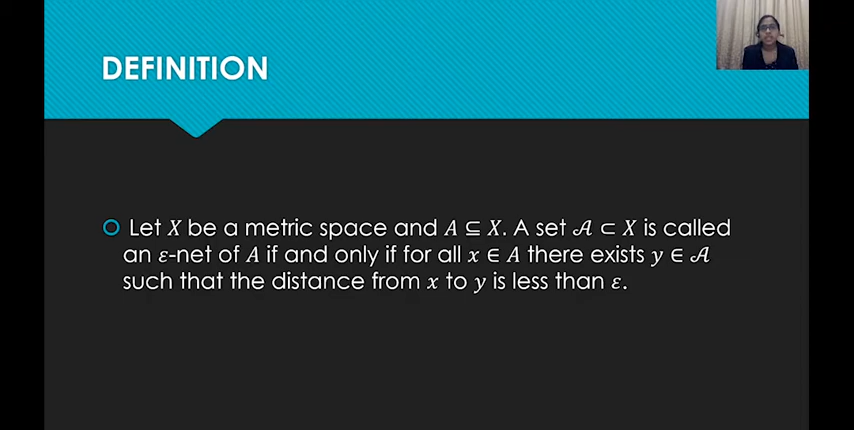 DEFINITION
Let 𝑋 be a metric space and 𝐴 ⊆ 𝑋. A set 𝒜 ⊂ 𝑋 is called
an 𝜀-net of 𝐴 if and only if for all 𝑥 ∈ 𝐴 there exists 𝑦 ∈ 𝒜
such that the distance from 𝑥 to 𝑦 is less than 𝜀.